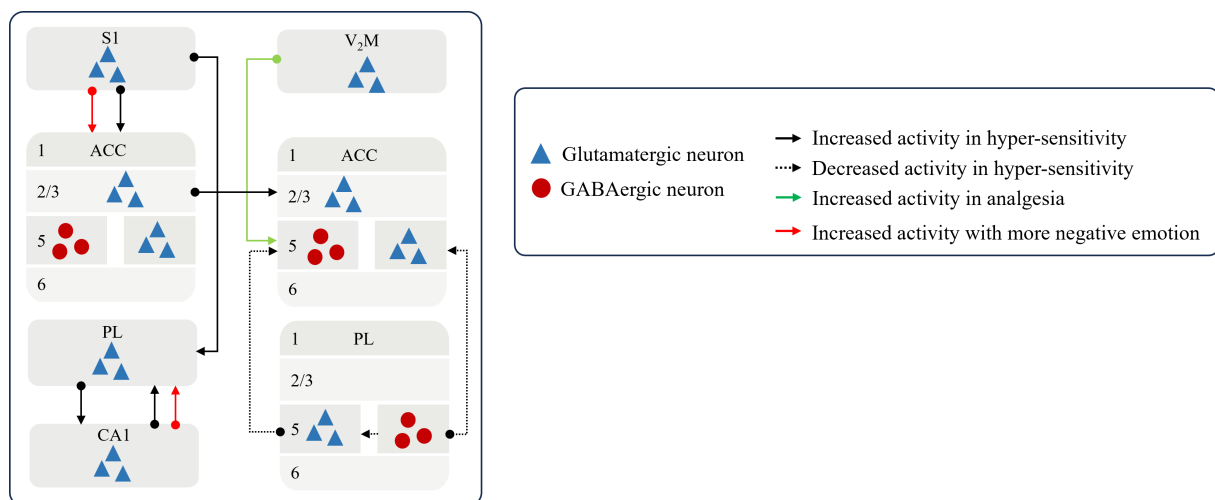 S1
V₂M
1 ACC
2/3
5
6
1 ACC
2/3
5
6
PL
CA1
1 PL
2/3
5
6
Glutamatergic neuron
GABAergic neuron
Increased activity in hyper-sensitivity
Decreased activity in hyper-sensitivity
Increased activity in analgesia
Increased activity with more negative emotion